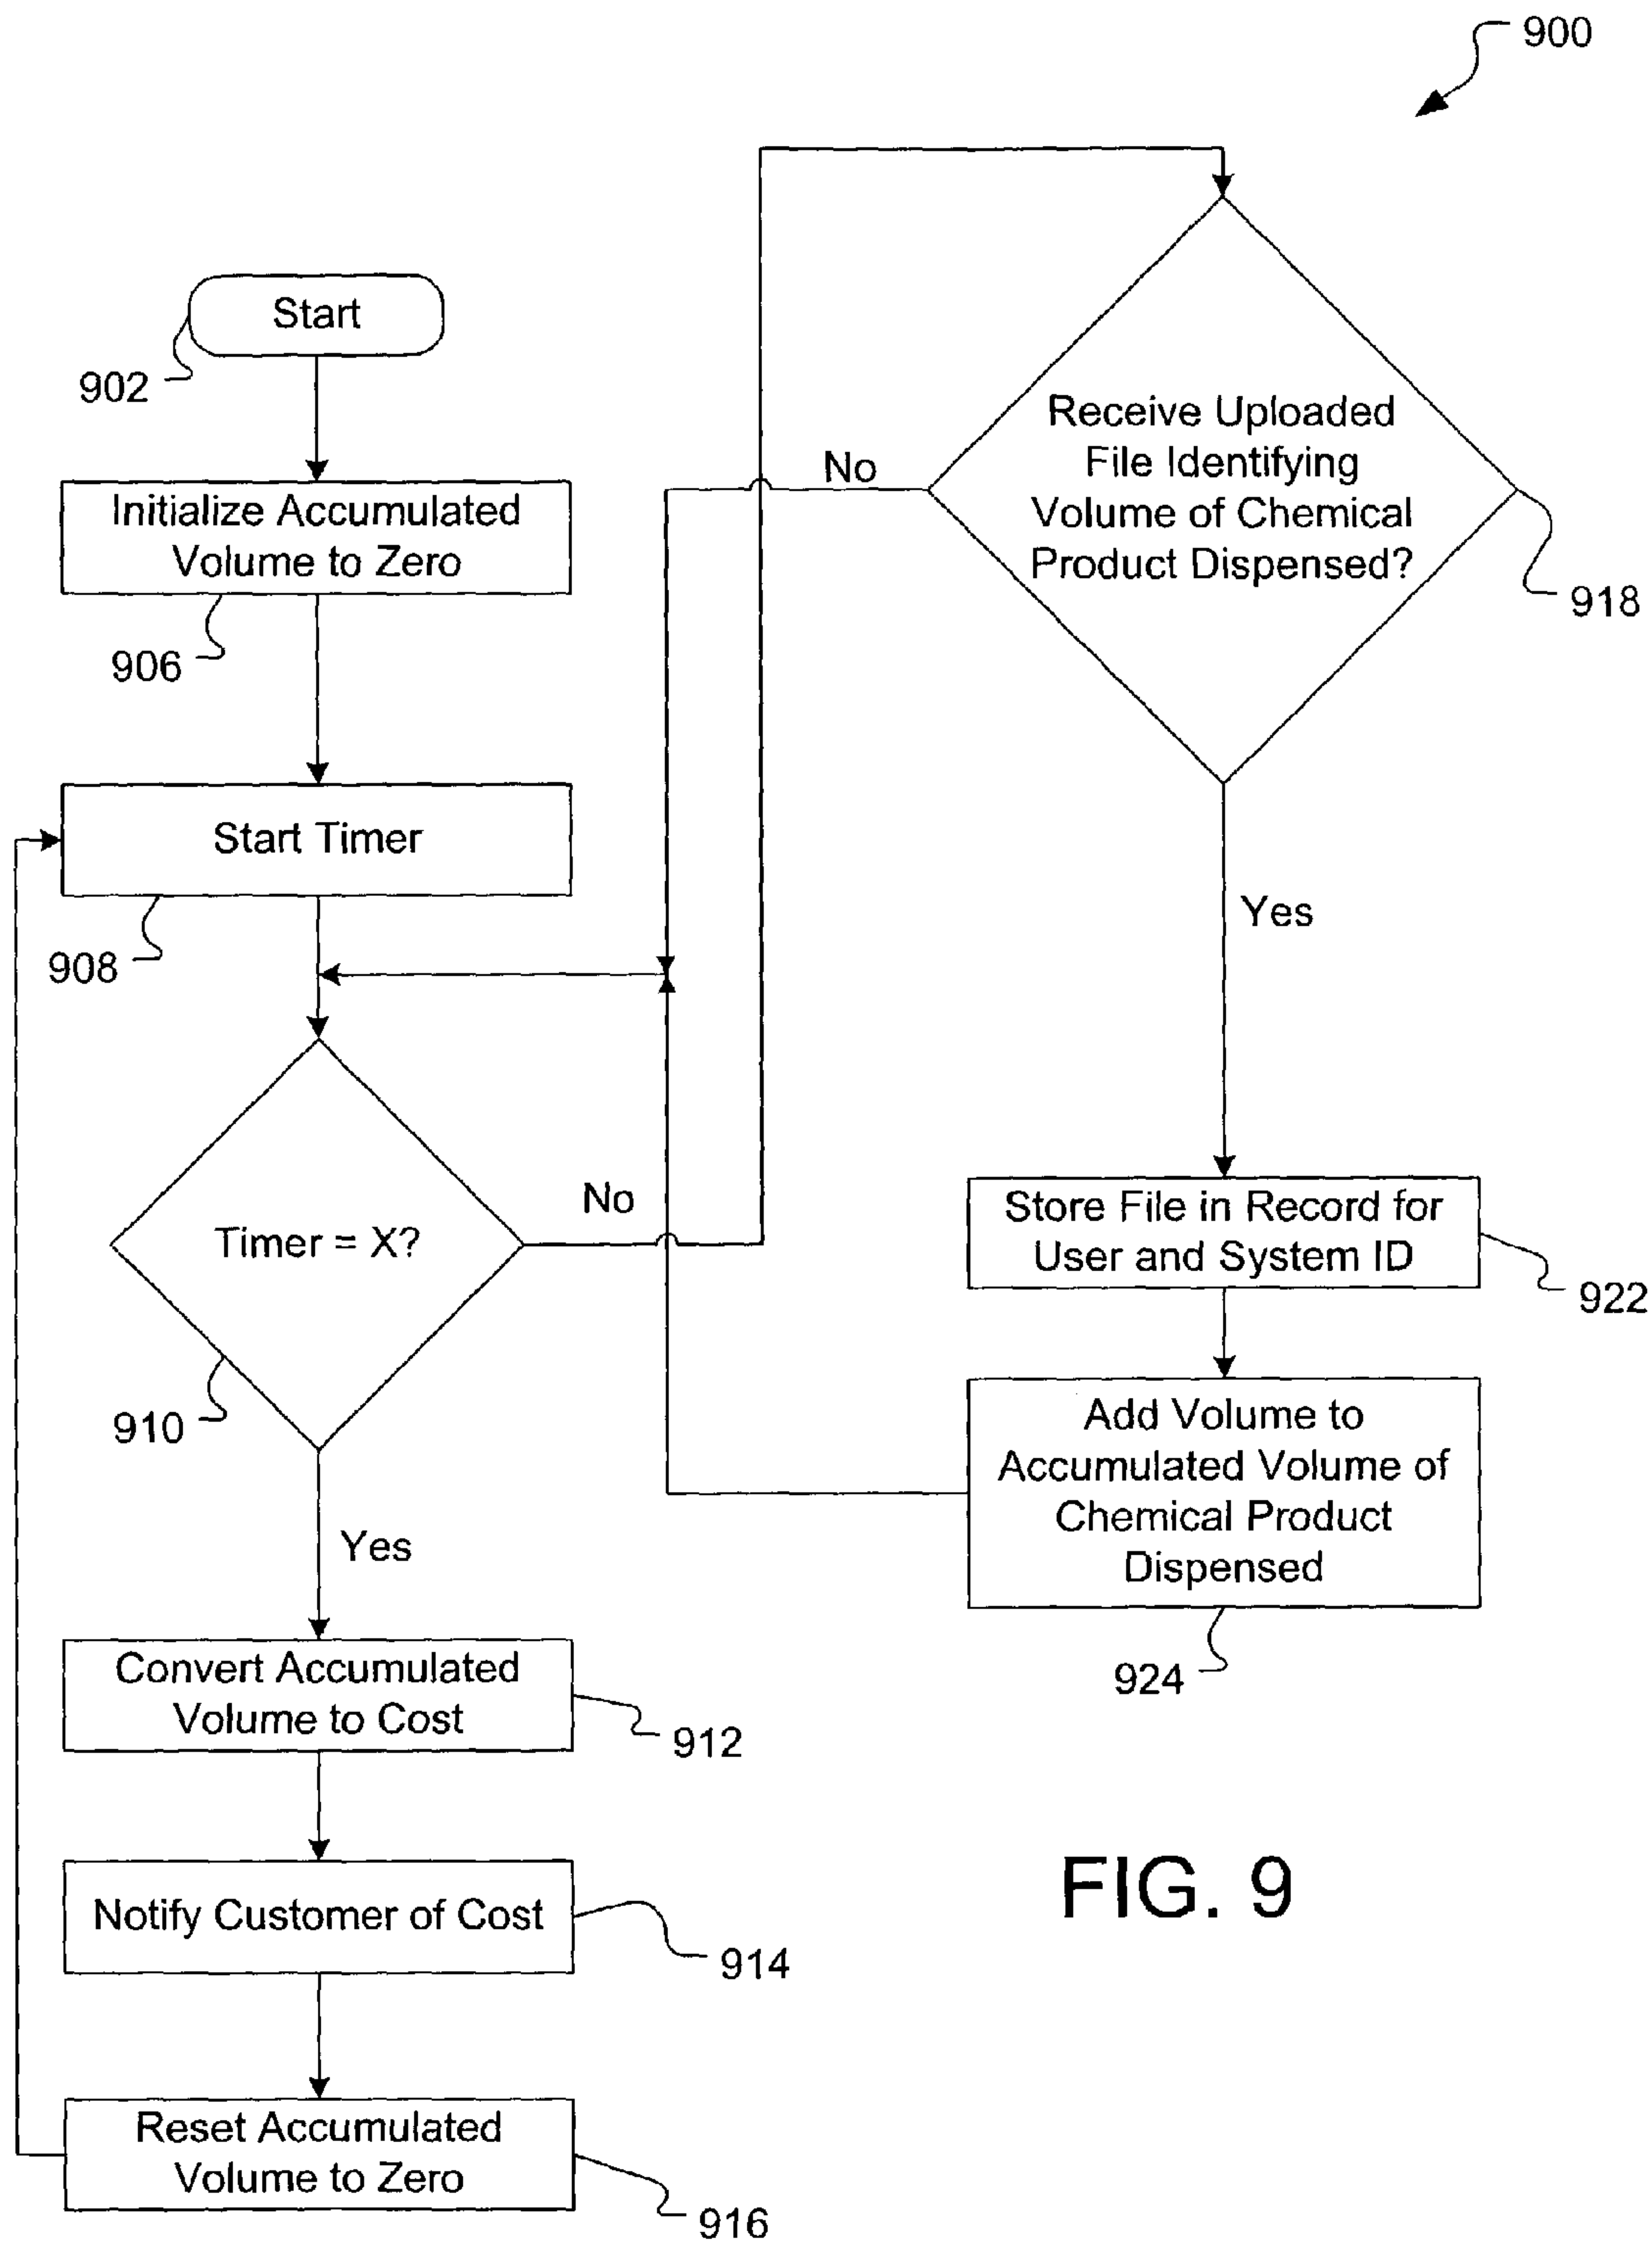 900
Start
902
Initialize Accumulated
Volume to Zero
906
Start Timer
908
Timer = X?
No
910
Yes
Convert Accumulated
Volume to Cost
912
Notify Customer of Cost
914
Reset Accumulated
Volume to Zero
916
Receive Uploaded
File Identifying
Volume of Chemical
Product Dispensed?
No
918
Yes
Store File in Record for
User and System ID
922
Add Volume to
Accumulated Volume of
Chemical Product
Dispensed
924
FIG. 9